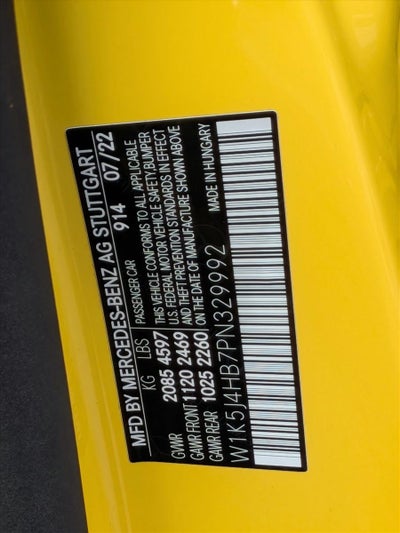 MFD BY MERCEDES-BENZ AG STUTTGART
914 07/22
KG LBS PASSENGER CAR
GVWR 2085 4597 THIS VEHICLE CONFORMS TO ALL APPLICABLE
GAWR FRONT 1120 2469 U.S. FEDERAL MOTOR VEHICLE SAFETY, BUMPER
GAWR REAR 1025 2260 AND THEFT PREVENTION STANDARDS IN EFFECT
ON THE DATE OF MANUFACTURE SHOWN ABOVE
MADE IN HUNGARY
W1K5J4HB7PN329992